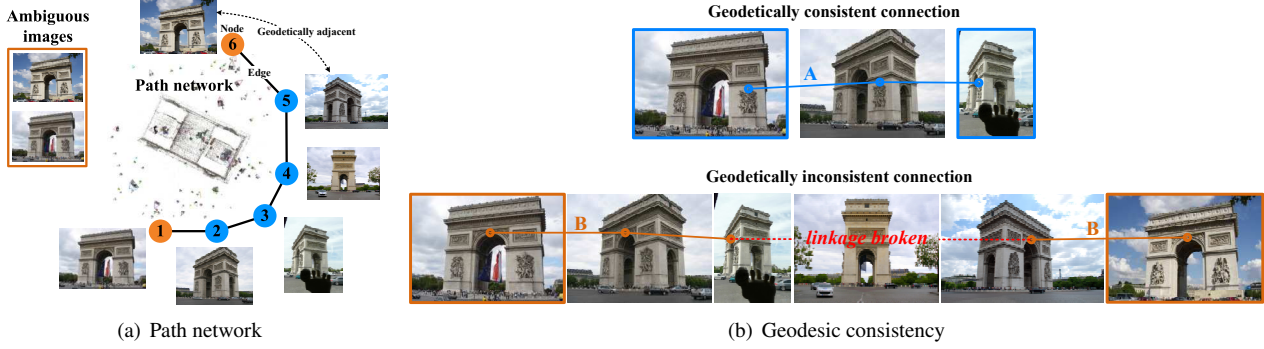 Ambiguous
images
Node
6
Geodetically adjacent
Edge
Path network
5
4
3
2
1
(a) Path network
Geodetically consistent connection
A
Geodetically inconsistent connection
B
linkage broken
B
(b) Geodesic consistency